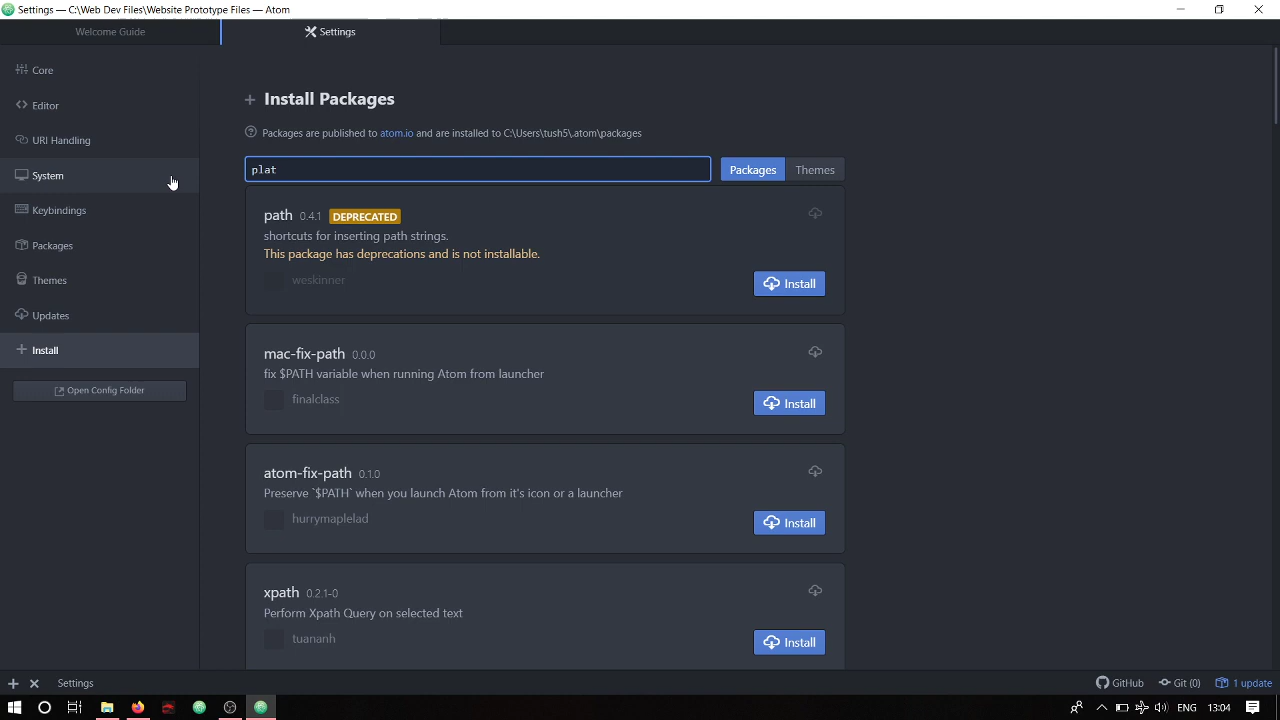 Settings — C:\Web Dev Files\Website Prototype Files — Atom
Welcome Guide
Settings
Core
Editor
URI Handling
System
Keybindings
Packages
Themes
Updates
Install
Open Config Folder
Install Packages
Packages are published to atom.io and are installed to C:\Users\tush5\.atom\packages
plat
Packages
Themes
path 0.4.1 DEPRECATED
shortcuts for inserting path strings.
This package has deprecations and is not installable.
weskinner
Install
mac-fix-path 0.0.0
fix $PATH variable when running Atom from launcher
finalclass
Install
atom-fix-path 0.1.0
Preserve `$PATH` when you launch Atom from it's icon or a launcher
hurrymaplelad
Install
xpath 0.2.1-0
Perform Xpath Query on selected text
tuananh
Install
Settings
GitHub
Git (0)
1 update
ENG
13:04